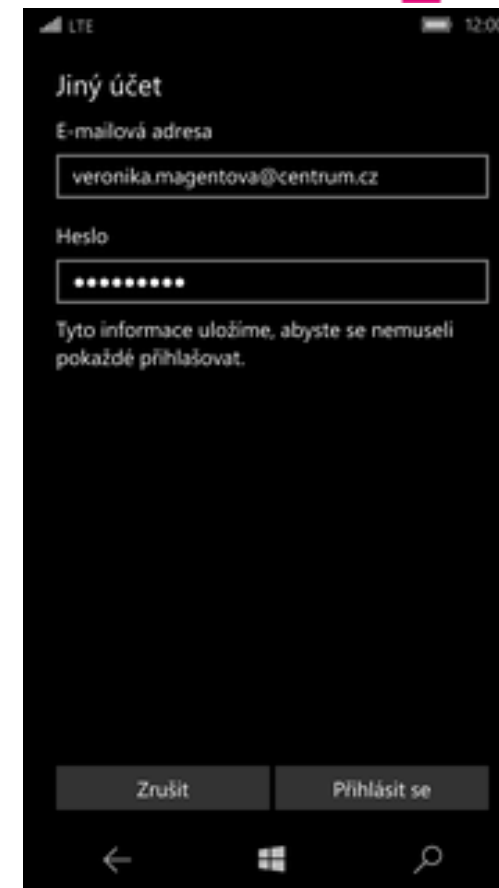 LTE 12:00
Jiný účet
E-mailová adresa
veronika.magentova@centrum.cz
Heslo
•••••••••
Tyto informace uložíme, abyste se nemuseli
pokaždé přihlašovat.
Zrušit Přihlásit se